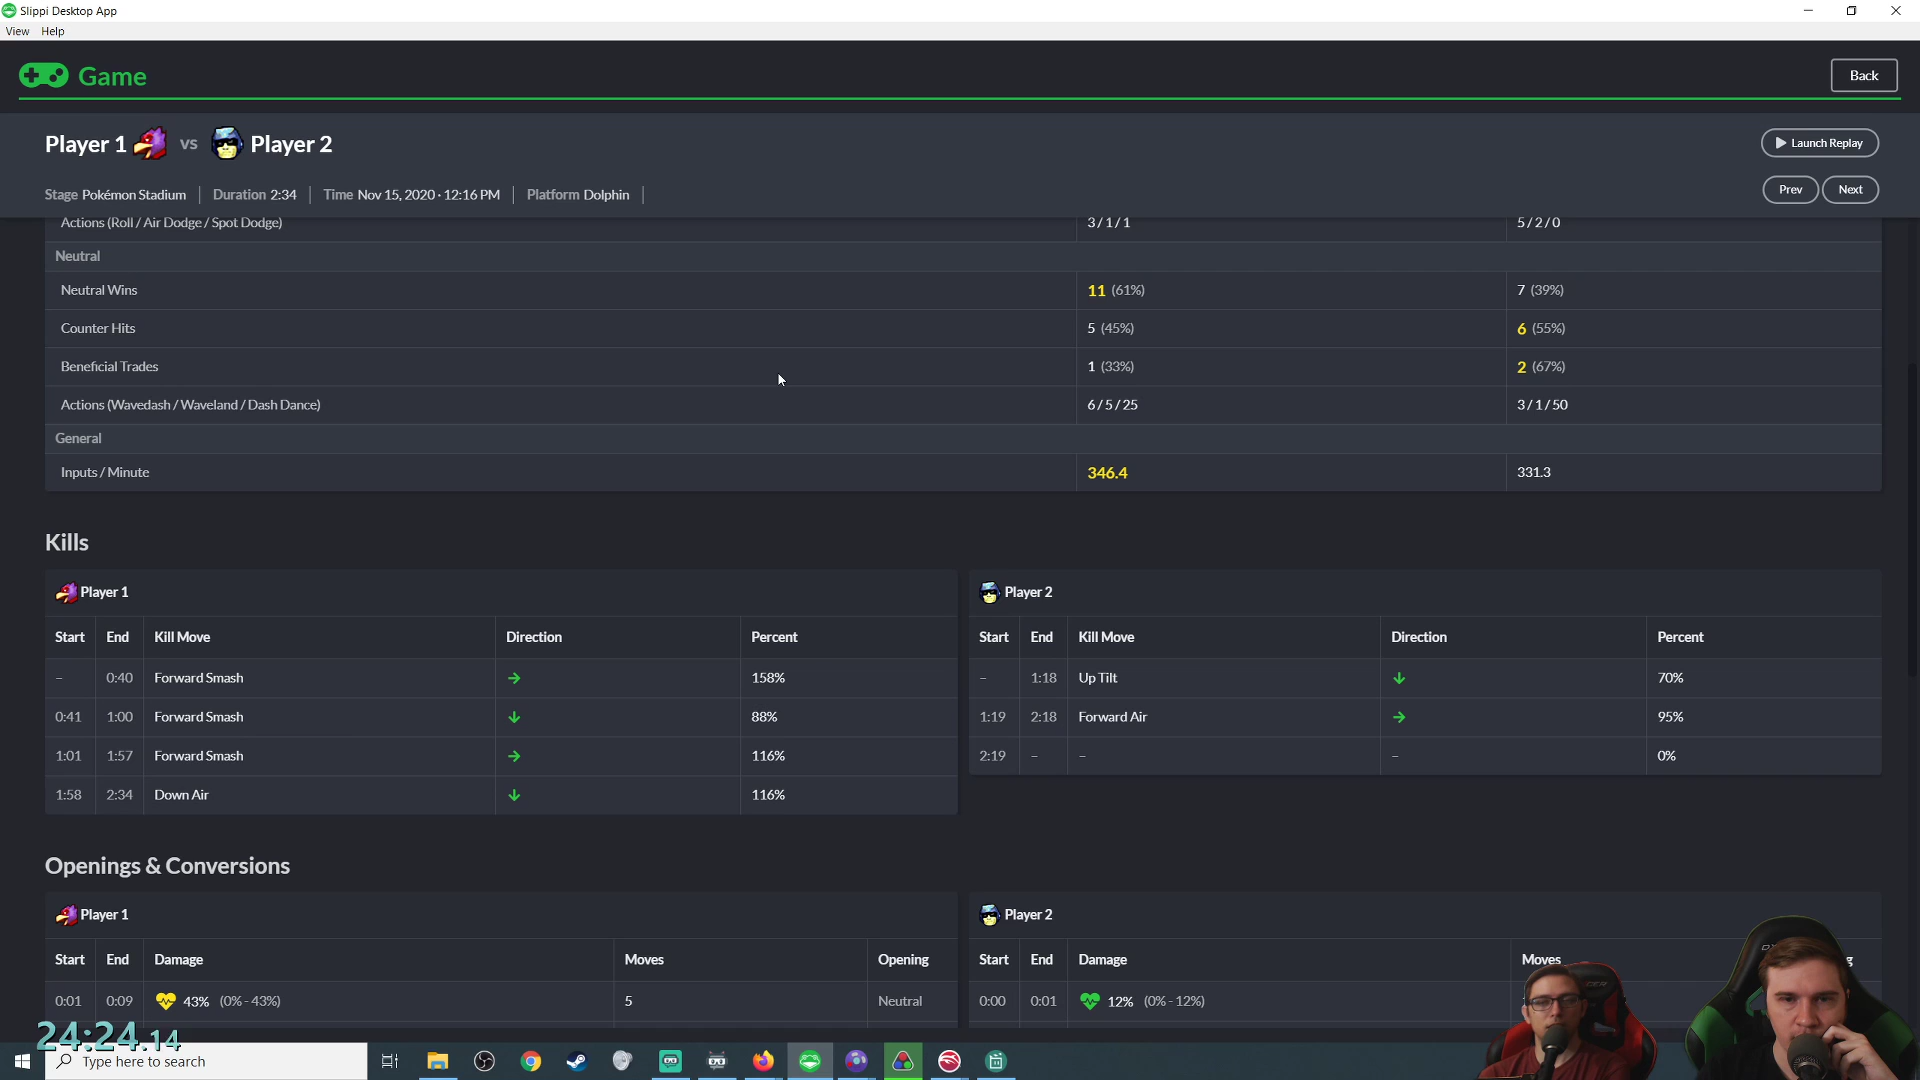 Slippi Desktop App
View Help
Game
Back
Player 1 vs Player 2
Launch Replay
Stage Pokémon Stadium Duration 2:34 Time Nov 15, 2020 · 12:16 PM Platform Dolphin
Prev Next
Actions (Roll / Air Dodge / Spot Dodge) 3 / 1 / 1 5 / 2 / 0
Neutral
Neutral Wins 11 (61%) 7 (39%)
Counter Hits 5 (45%) 6 (55%)
Beneficial Trades 1 (33%) 2 (67%)
Actions (Wavedash / Waveland / Dash Dance) 6 / 5 / 25 3 / 1 / 50
General
Inputs / Minute 346.4 331.3
Kills
Player 1
Start End Kill Move Direction Percent
– 0:40 Forward Smash 158%
0:41 1:00 Forward Smash 88%
1:01 1:57 Forward Smash 116%
1:58 2:34 Down Air 116%
Player 2
Start End Kill Move Direction Percent
– 1:18 Up Tilt 70%
1:19 2:18 Forward Air 95%
2:19 – – – 0%
Openings & Conversions
Player 1
Start End Damage Moves Opening
0:01 0:09 43% (0% - 43%) 5 Neutral
Player 2
Start End Damage Moves
0:00 0:01 12% (0% - 12%)
24:24.14
Type here to search